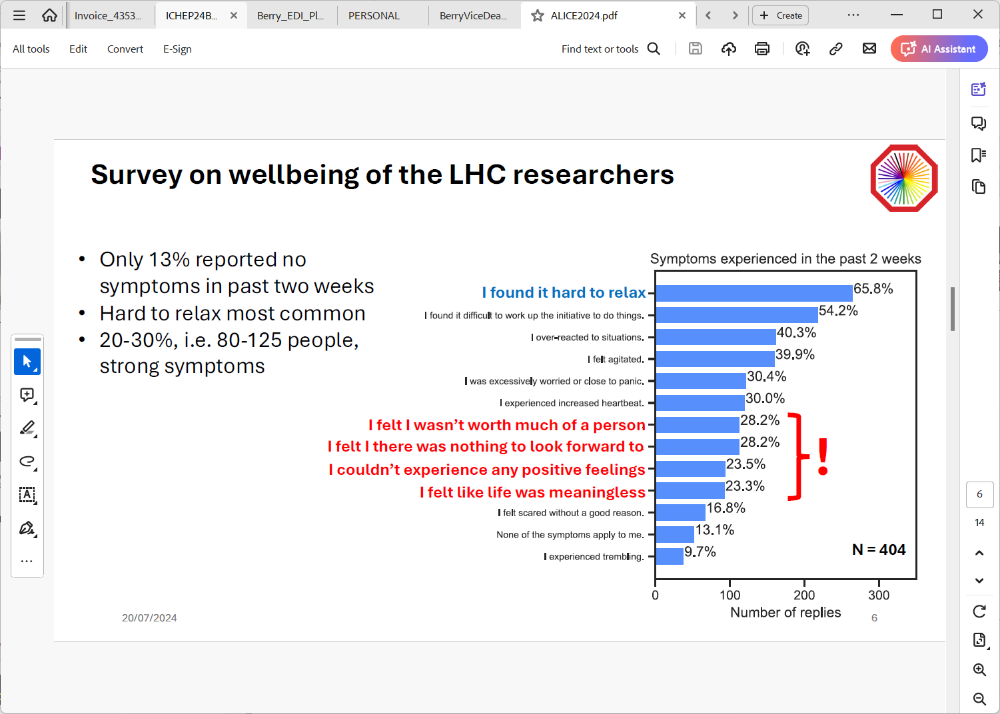 Invoice_4353...
ICHEP24B...
Berry_EDI_Pl...
PERSONAL
BerryViceDea...
ALICE2024.pdf
Create
All tools
Edit
Convert
E-Sign
Find text or tools
AI Assistant
Survey on wellbeing of the LHC researchers
• Only 13% reported no
symptoms in past two weeks
• Hard to relax most common
• 20-30%, i.e. 80-125 people,
strong symptoms
Symptoms experienced in the past 2 weeks
I found it hard to relax 65.8%
I found it difficult to work up the initiative to do things. 54.2%
I over-reacted to situations. 40.3%
I felt agitated. 39.9%
I was excessively worried or close to panic. 30.4%
I experienced increased heartbeat. 30.0%
I felt I wasn't worth much of a person 28.2%
I felt I there was nothing to look forward to 28.2%
I couldn't experience any positive feelings 23.5%
I felt like life was meaningless 23.3%
!
I felt scared without a good reason. 16.8%
None of the symptoms apply to me. 13.1%
I experienced trembling. 9.7%
N = 404
0 100 200 300
Number of replies
20/07/2024
6
6
14